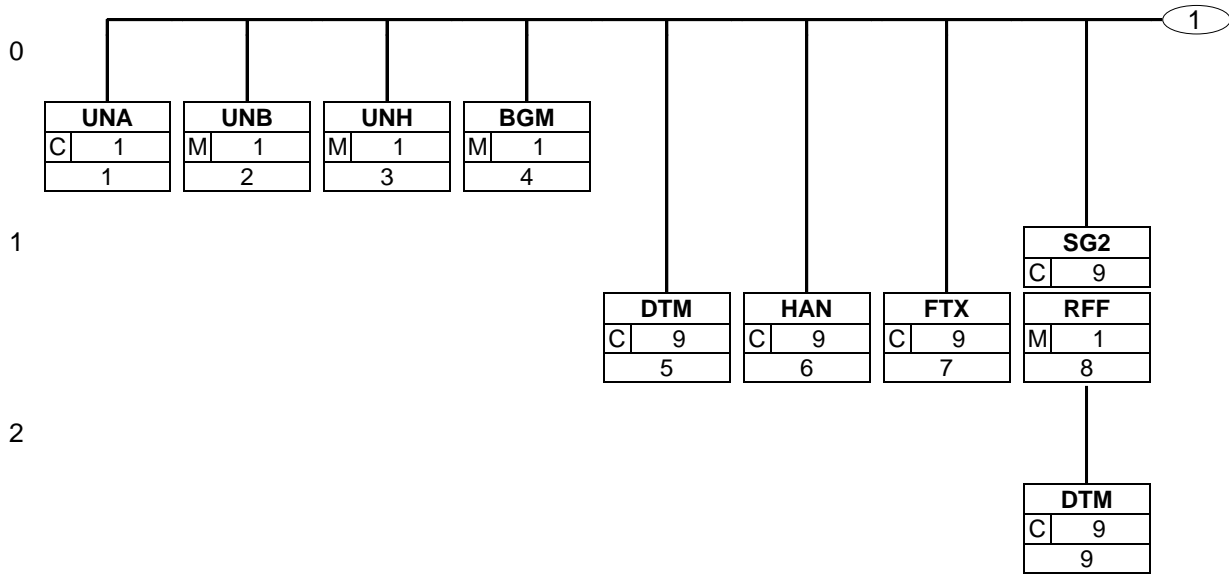 1
0
UNA UNB UNH BGM
C 1 M 1 M 1 M 1
1 2 3 4
1
SG2
C 9
DTM HAN FTX RFF
C 9 C 9 C 9 M 1
5 6 7 8
2
DTM
C 9
9